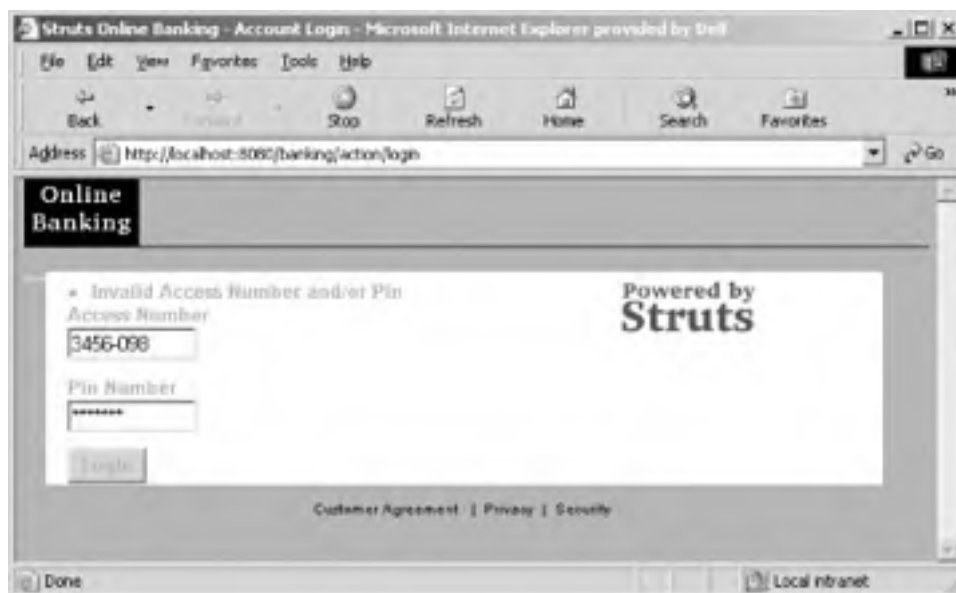 Struts Online Banking - Account Login - Microsoft Internet Explorer provided by Dell
File Edit View Favorites Tools Help
Back Forward Stop Refresh Home Search Favorites »
Address http://localhost:8080/banking/action/login Go
Online
Banking
• Invalid Access Number and/or Pin
Powered by
Struts
Access Number
3456-098
Pin Number
*******
Login
Customer Agreement | Privacy | Security
Done Local intranet